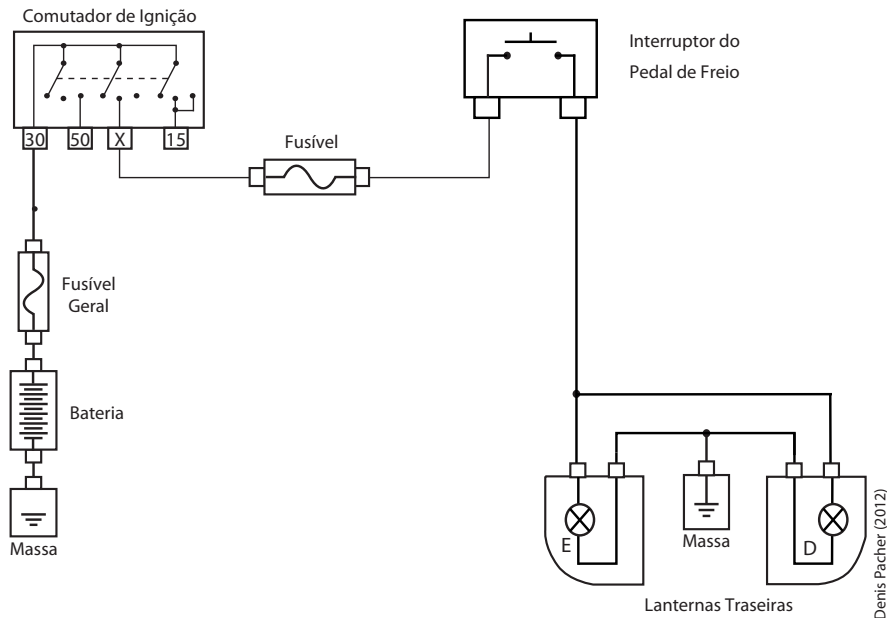 Comutador de Ignição
30
50
X
15
Fusível
Interruptor do
Pedal de Freio
Fusível
Geral
Bateria
Massa
E
Massa
D
Lanternas Traseiras
Denis Pacher (2012)